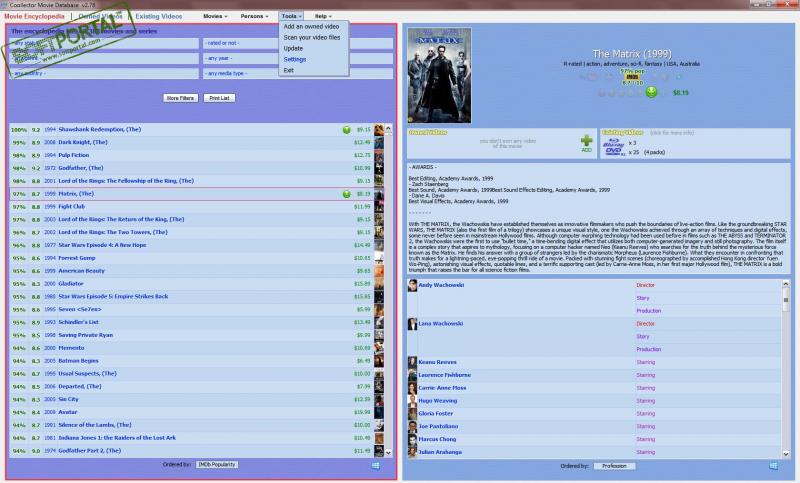 Coollector Movie Database v2.78
Movie Encyclopedia | Owned Videos | Existing Videos
Movies Persons Tools Help
Add an owned video
Scan your video files
Update
Settings
Exit
SOFTPORTAL
www.softportal.com
- rated or not -
- any year -
- any media type -
More Filters
Print List
100% 9.2 1994 Shawshank Redemption, (The) $9.15
99% 8.9 2008 Dark Knight, (The) $12.49
98% 8.9 1994 Pulp Fiction $12.75
98% 9.2 1972 Godfather, (The) $10.99
98% 8.8 2001 Lord of the Rings: The Fellowship of the Ring, (The) $9.15
97% 8.7 1999 Matrix, (The) $8.19
97% 8.8 1999 Fight Club $11.99
97% 8.8 2003 Lord of the Rings: The Return of the King, (The) $9.15
96% 8.7 2002 Lord of the Rings: The Two Towers, (The) $9.15
96% 8.8 1977 Star Wars Episode 4: A New Hope $14.49
95% 8.6 1994 Forrest Gump $10.65
95% 8.6 1999 American Beauty $9.65
95% 8.3 2000 Gladiator $15.89
95% 8.8 1980 Star Wars Episode 5: Empire Strikes Back $15.65
95% 8.6 1995 Seven <Se7en> $5.99
95% 8.9 1993 Schindler's List $13.49
95% 8.5 1998 Saving Private Ryan $9.99
94% 8.8 2000 Memento $10.69
94% 8.3 2005 Batman Begins $6.49
94% 8.7 1995 Usual Suspects, (The) $10.00
94% 8.5 2006 Departed, (The) $7.99
94% 8.3 2005 Sin City $12.59
94% 8.4 2009 Avatar $19.99
94% 8.7 1991 Silence of the Lambs, (The) $10.00
94% 8.7 1981 Indiana Jones 1: the Raiders of the Lost Ark $10.49
94% 9.0 1974 Godfather Part 2, (The) $11.49
Ordered by: IMDb Popularity
MATRIX
The Matrix (1999)
R-rated | action, adventure, sci-fi, fantasy | USA, Australia
97% pop
8.7/10
$8.19
Owned Videos
you don't own any video
of this movie
ADD
Existing Videos (click for more info)
Blu-ray x 3
DVD x 25 (4 packs)
- AWARDS -
Best Editing, Academy Awards, 1999
- Zach Staenberg
Best Sound, Academy Awards, 1999Best Sound Effects Editing, Academy Awards, 1999
- Dane A. Davis
Best Visual Effects, Academy Awards, 1999
- - - - - - -
With THE MATRIX, the Wachowskis have established themselves as innovative filmmakers who push the boundaries of live-action films. Like the groundbreaking STAR
WARS, THE MATRIX (also the first film of a trilogy) showcases a unique visual style, one the Wachowskis achieved through an array of techniques and digital effects,
some never before seen in mainstream Hollywood films. Although computer morphing technology had been used before in films such as THE ABYSS and TERMINATOR
2, the Wachowskis were the first to use "bullet time," a time-bending digital effect that utilizes both computer-generated imagery and still photography. The film itself
is a complex story that aspires to mythology, focusing on a computer hacker named Neo (Keanu Reeves) who searches for the truth behind the mysterious force
known as the Matrix. He finds his answer with a group of strangers led by the charismatic Morpheus (Laurence Fishburne). What they encounter in confronting that
truth makes for a lightning-paced, eye-popping thrill ride of a movie. Packed with stunning fight scenes (choreographed by accomplished Hong Kong director Yuen
Wo-Ping), astonishing visual effects, quotable lines, and a terrific supporting cast (led by Carrie-Anne Moss, in her first major Hollywood film), THE MATRIX is a bold
triumph that raises the bar for all science fiction films.
Andy Wachowski Director
Story
Production
Lana Wachowski Director
Story
Production
Keanu Reeves Starring
Laurence Fishburne Starring
Carrie-Anne Moss Starring
Hugo Weaving Starring
Gloria Foster Starring
Joe Pantoliano Starring
Marcus Chong Starring
Julian Arahanga Starring
Ordered by: Profession